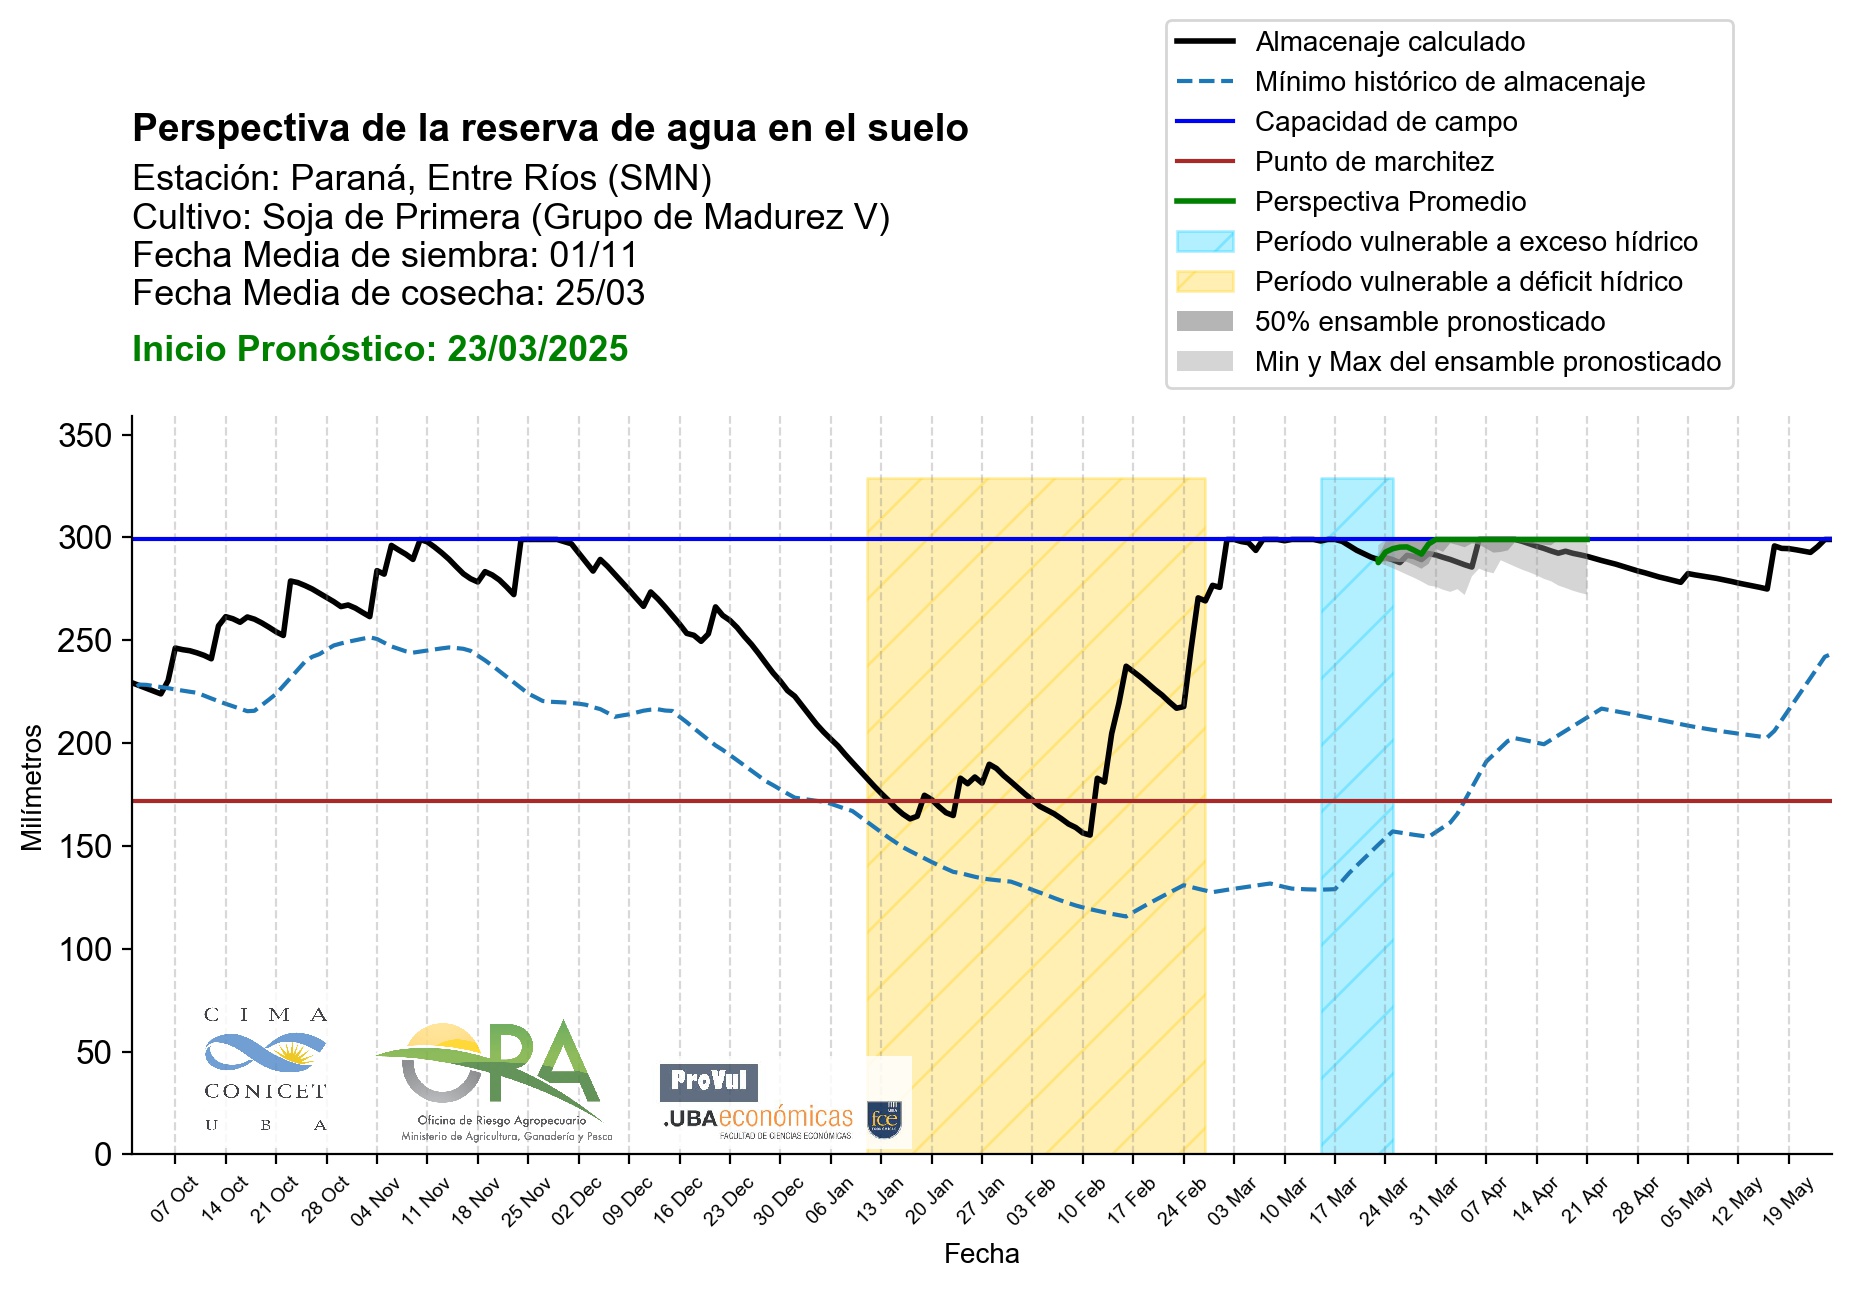 Almacenaje calculado
Mínimo histórico de almacenaje
Capacidad de campo
Punto de marchitez
Perspectiva Promedio
Período vulnerable a exceso hídrico
Período vulnerable a déficit hídrico
50% ensamble pronosticado
Min y Max del ensamble pronosticado
Perspectiva de la reserva de agua en el suelo
Estación: Paraná, Entre Ríos (SMN)
Cultivo: Soja de Primera (Grupo de Madurez V)
Fecha Media de siembra: 01/11
Fecha Media de cosecha: 25/03
Inicio Pronóstico: 23/03/2025
350
300
250
200
150
100
50
0
Milímetros
CIMA
CONICET
UBA
ORA
Oficina de Riesgo Agropecuario
Ministerio de Agricultura, Ganadería y Pesca
ProVul
.UBAeconómicas
FACULTAD DE CIENCIAS ECONÓMICAS
UBA
fce
07 Oct
14 Oct
21 Oct
28 Oct
04 Nov
11 Nov
18 Nov
25 Nov
02 Dec
09 Dec
16 Dec
23 Dec
30 Dec
06 Jan
13 Jan
20 Jan
27 Jan
03 Feb
10 Feb
17 Feb
24 Feb
03 Mar
10 Mar
17 Mar
24 Mar
31 Mar
07 Apr
14 Apr
21 Apr
28 Apr
05 May
12 May
19 May
Fecha